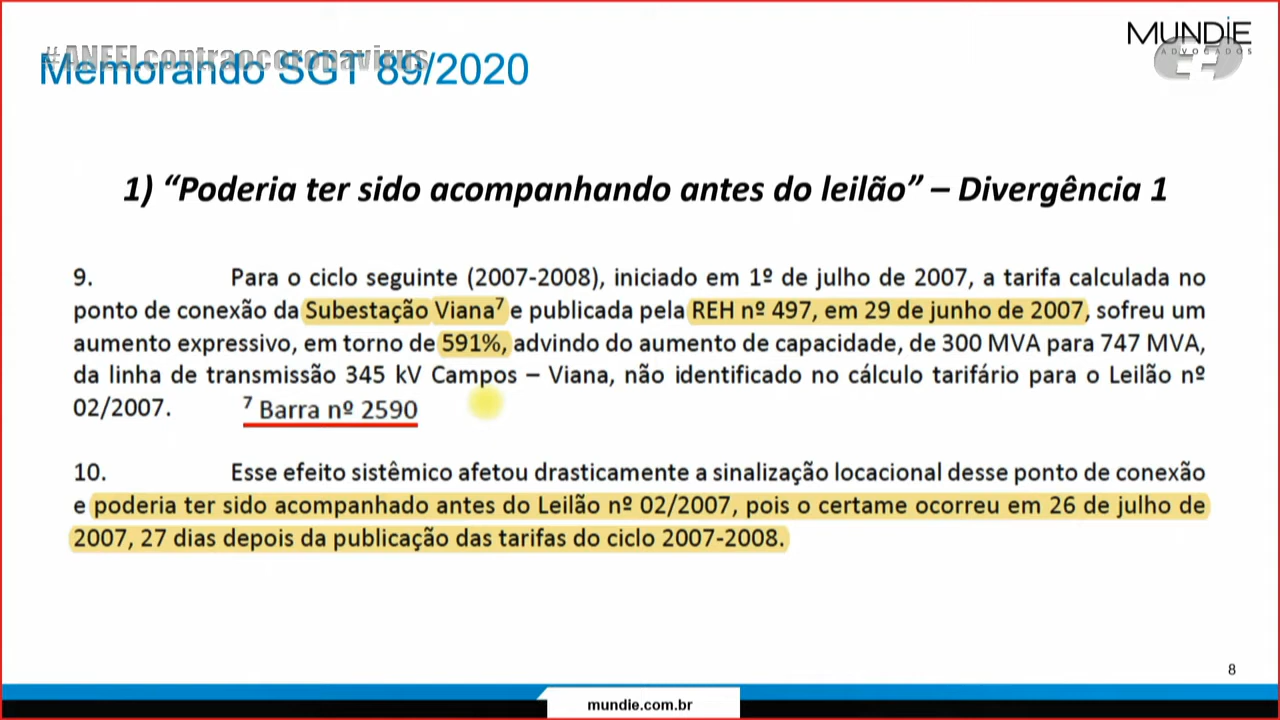 #ANEELcontraocoronavirus
Memorando SGT 89/2020
MUNDIE
ADVOGADOS
1) “Poderia ter sido acompanhando antes do leilão” – Divergência 1
9. Para o ciclo seguinte (2007-2008), iniciado em 1º de julho de 2007, a tarifa calculada no
ponto de conexão da Subestação Viana⁷ e publicada pela REH nº 497, em 29 de junho de 2007, sofreu um
aumento expressivo, em torno de 591%, advindo do aumento de capacidade, de 300 MVA para 747 MVA,
da linha de transmissão 345 kV Campos – Viana, não identificado no cálculo tarifário para o Leilão nº
02/2007. ⁷ Barra nº 2590
10. Esse efeito sistêmico afetou drasticamente a sinalização locacional desse ponto de conexão
e poderia ter sido acompanhado antes do Leilão nº 02/2007, pois o certame ocorreu em 26 de julho de
2007, 27 dias depois da publicação das tarifas do ciclo 2007-2008.
8
mundie.com.br